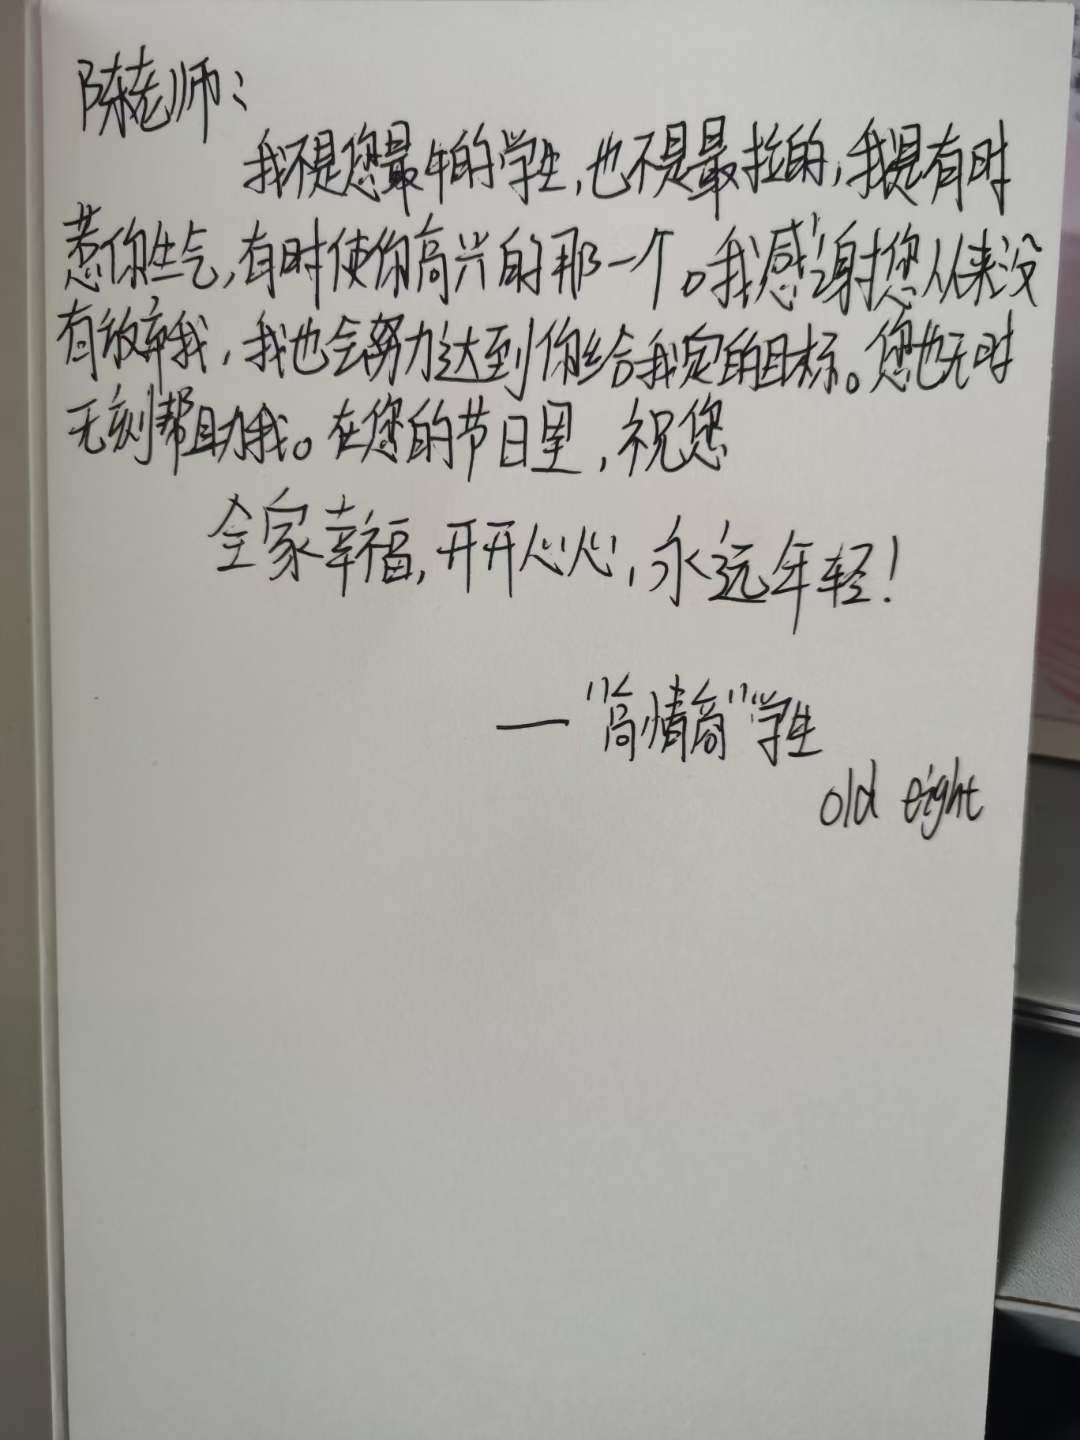 陈老师：
我不是您最牛的学生，也不是最拉的，我是有时
惹你生气，有时使你高兴的那一个。我感谢您从来没
有放弃我，我也会努力达到你给我定的目标。您也无时
无刻帮助我。在您的节日里，祝您
全家幸福，开开心心，永远年轻！
—“高情商”学生
old eight